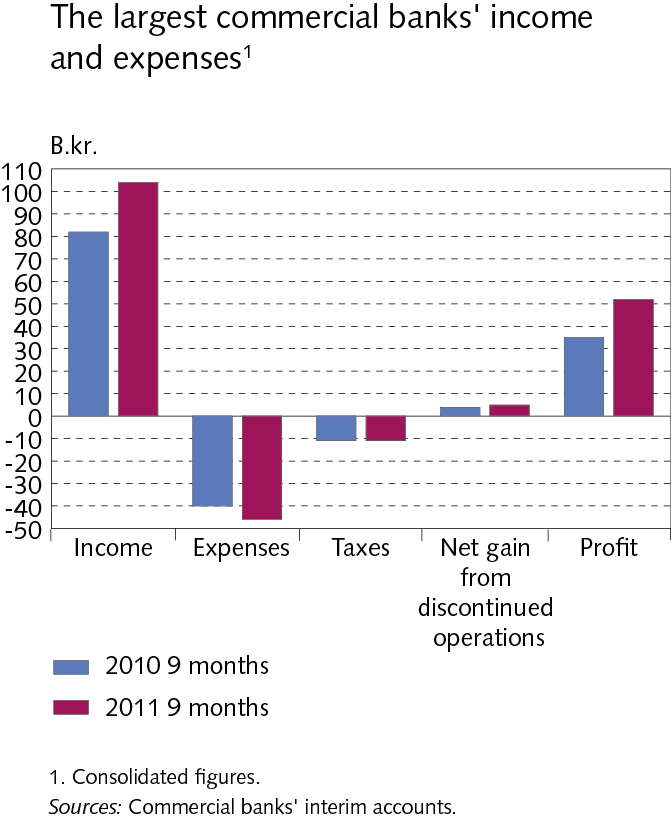 The largest commercial banks' income
and expenses¹
B.kr.
110
100
90
80
70
60
50
40
30
20
10
0
-10
-20
-30
-40
-50
Income Expenses Taxes Net gain Profit
from
discontinued
operations
2010 9 months
2011 9 months
1. Consolidated figures.
Sources: Commercial banks' interim accounts.